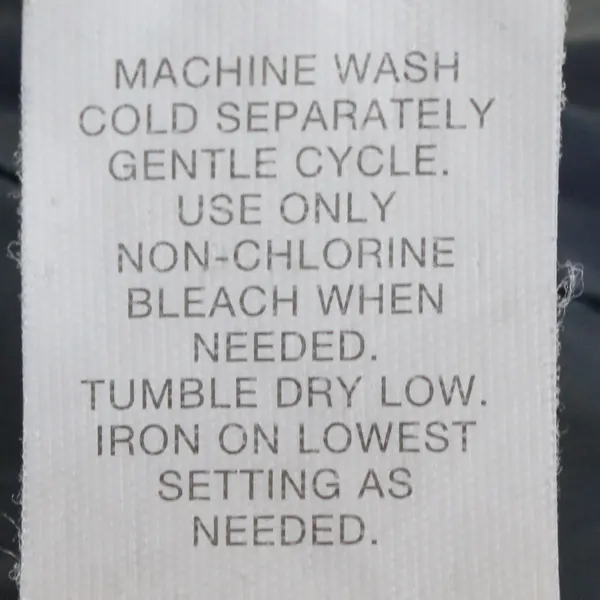 MACHINE WASH
COLD SEPARATELY
GENTLE CYCLE.
USE ONLY
NON-CHLORINE
BLEACH WHEN
NEEDED.
TUMBLE DRY LOW.
IRON ON LOWEST
SETTING AS
NEEDED.